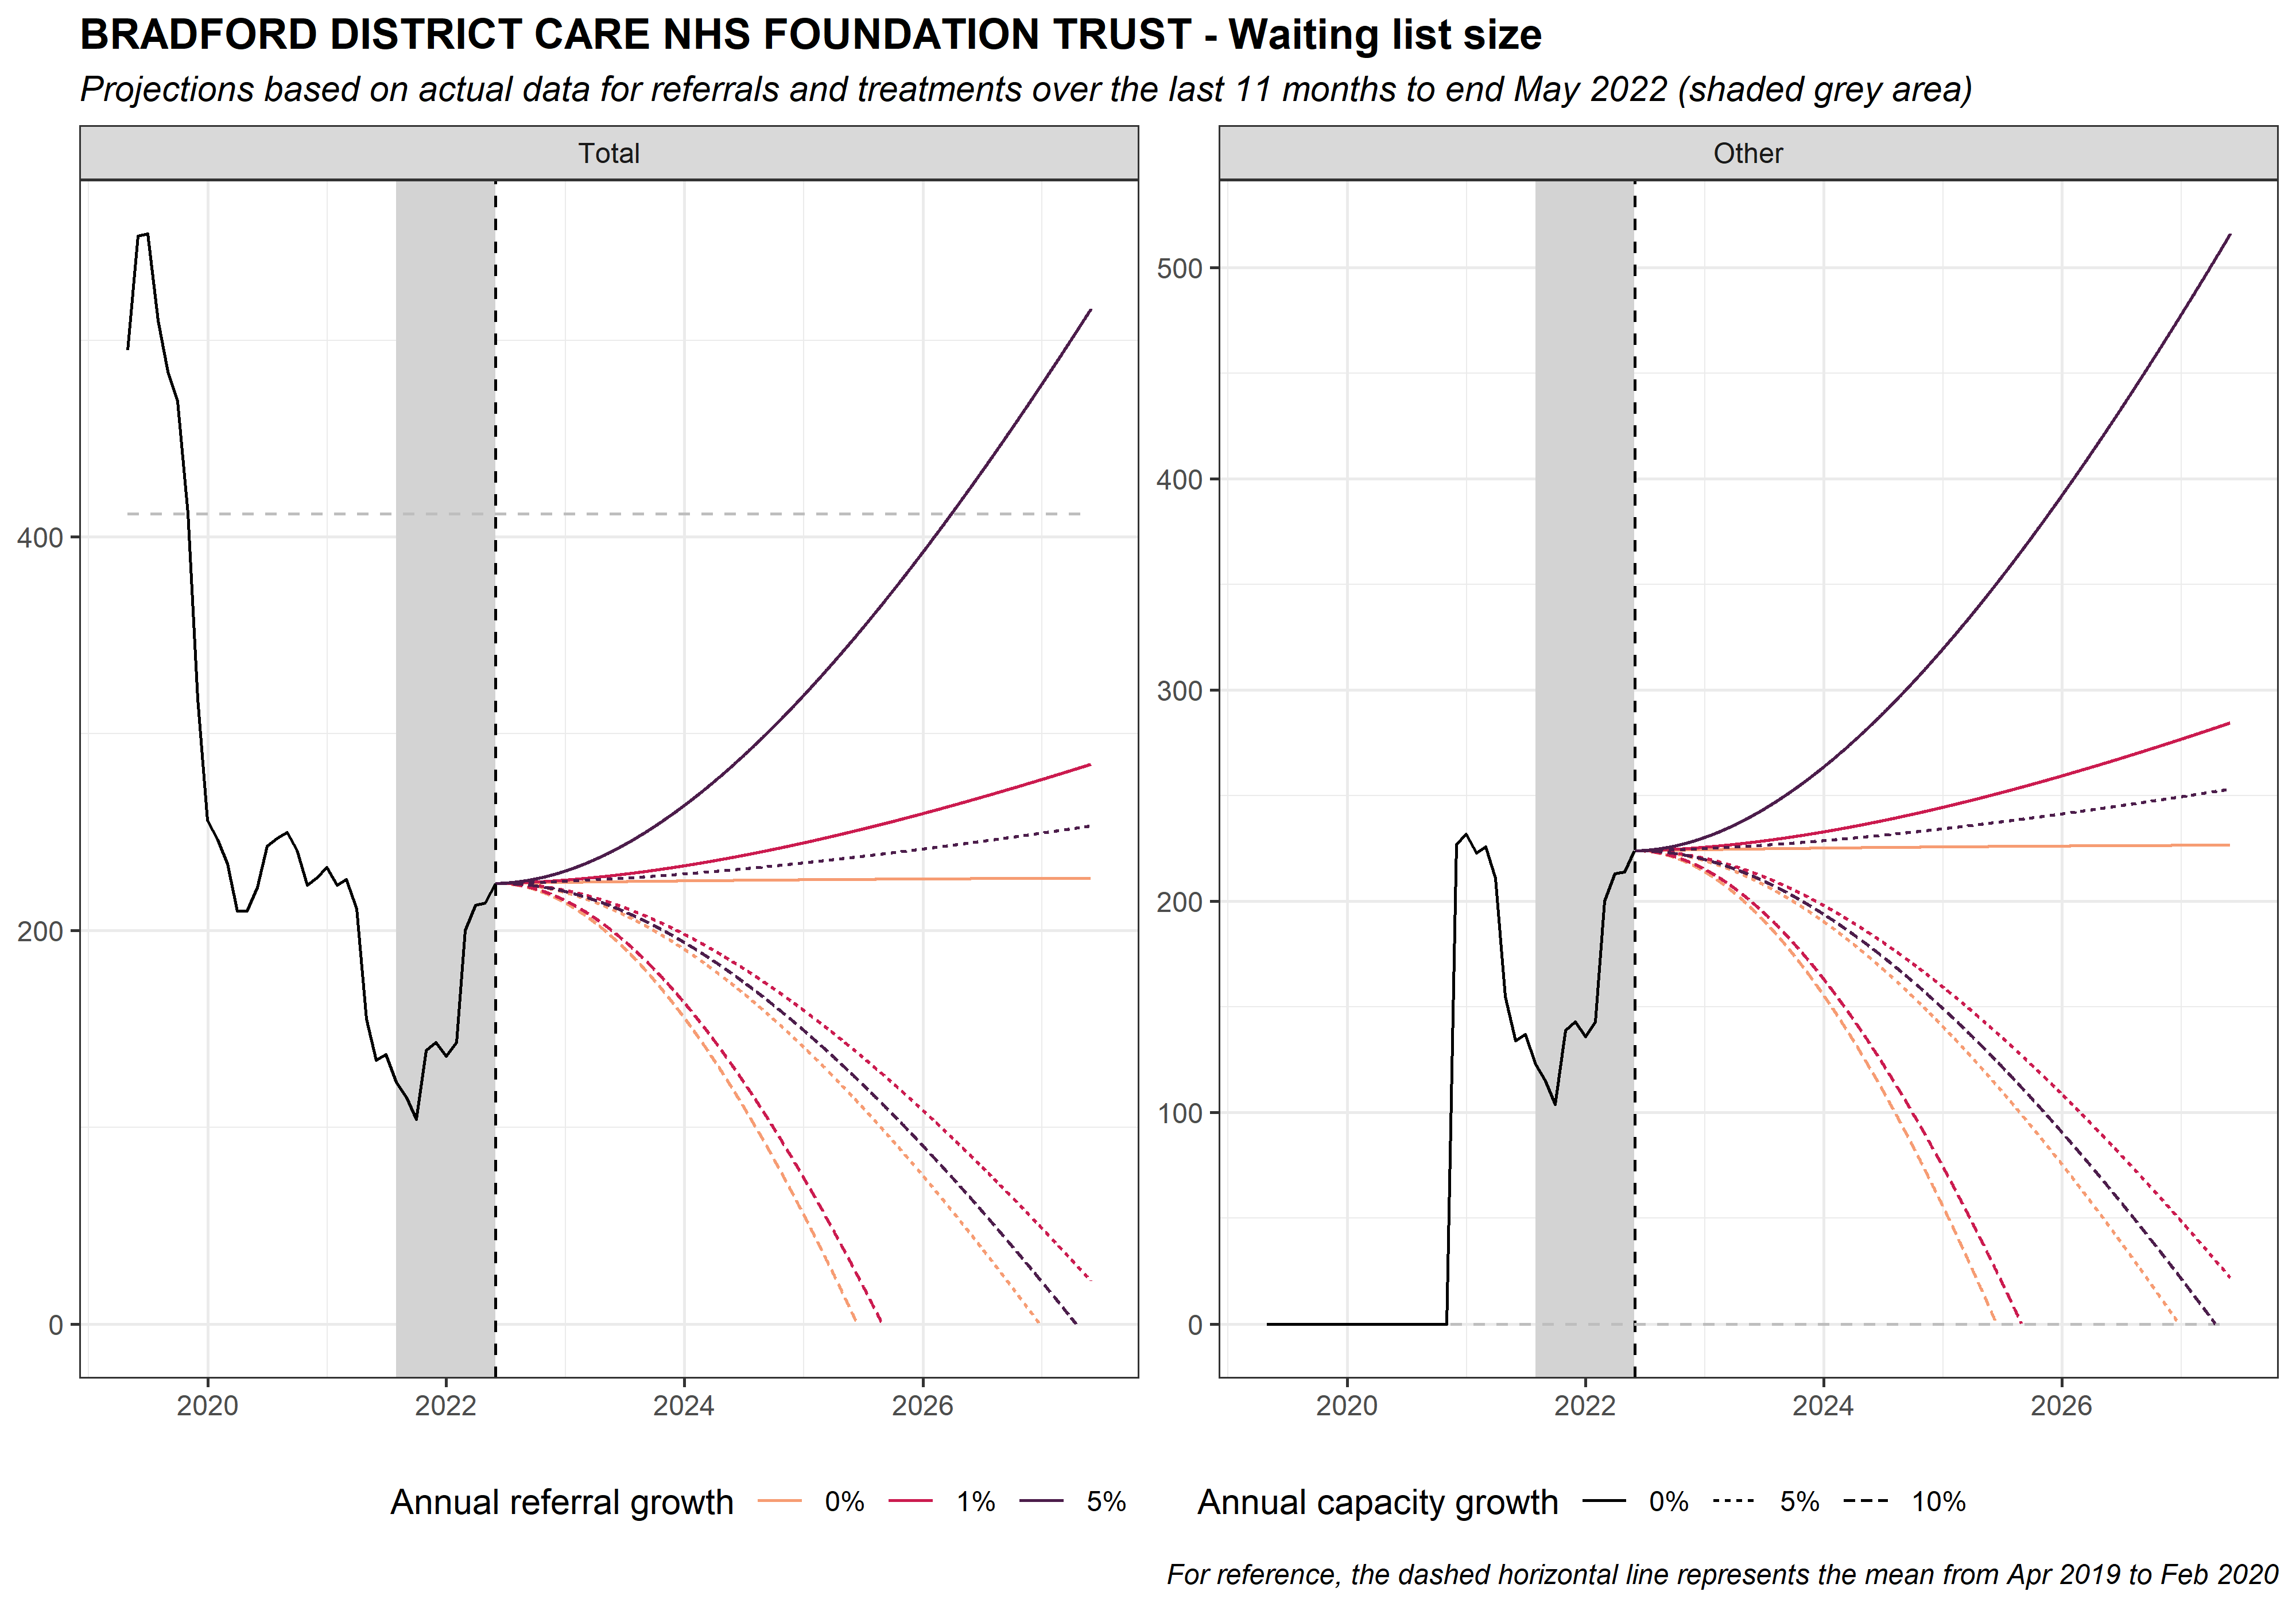 BRADFORD DISTRICT CARE NHS FOUNDATION TRUST - Waiting list size
Projections based on actual data for referrals and treatments over the last 11 months to end May 2022 (shaded grey area)
Total
400
200
0
2020 2022 2024 2026
Other
500
400
300
200
100
0
2020 2022 2024 2026
Annual referral growth 0% 1% 5%
Annual capacity growth 0% 5% 10%
For reference, the dashed horizontal line represents the mean from Apr 2019 to Feb 2020